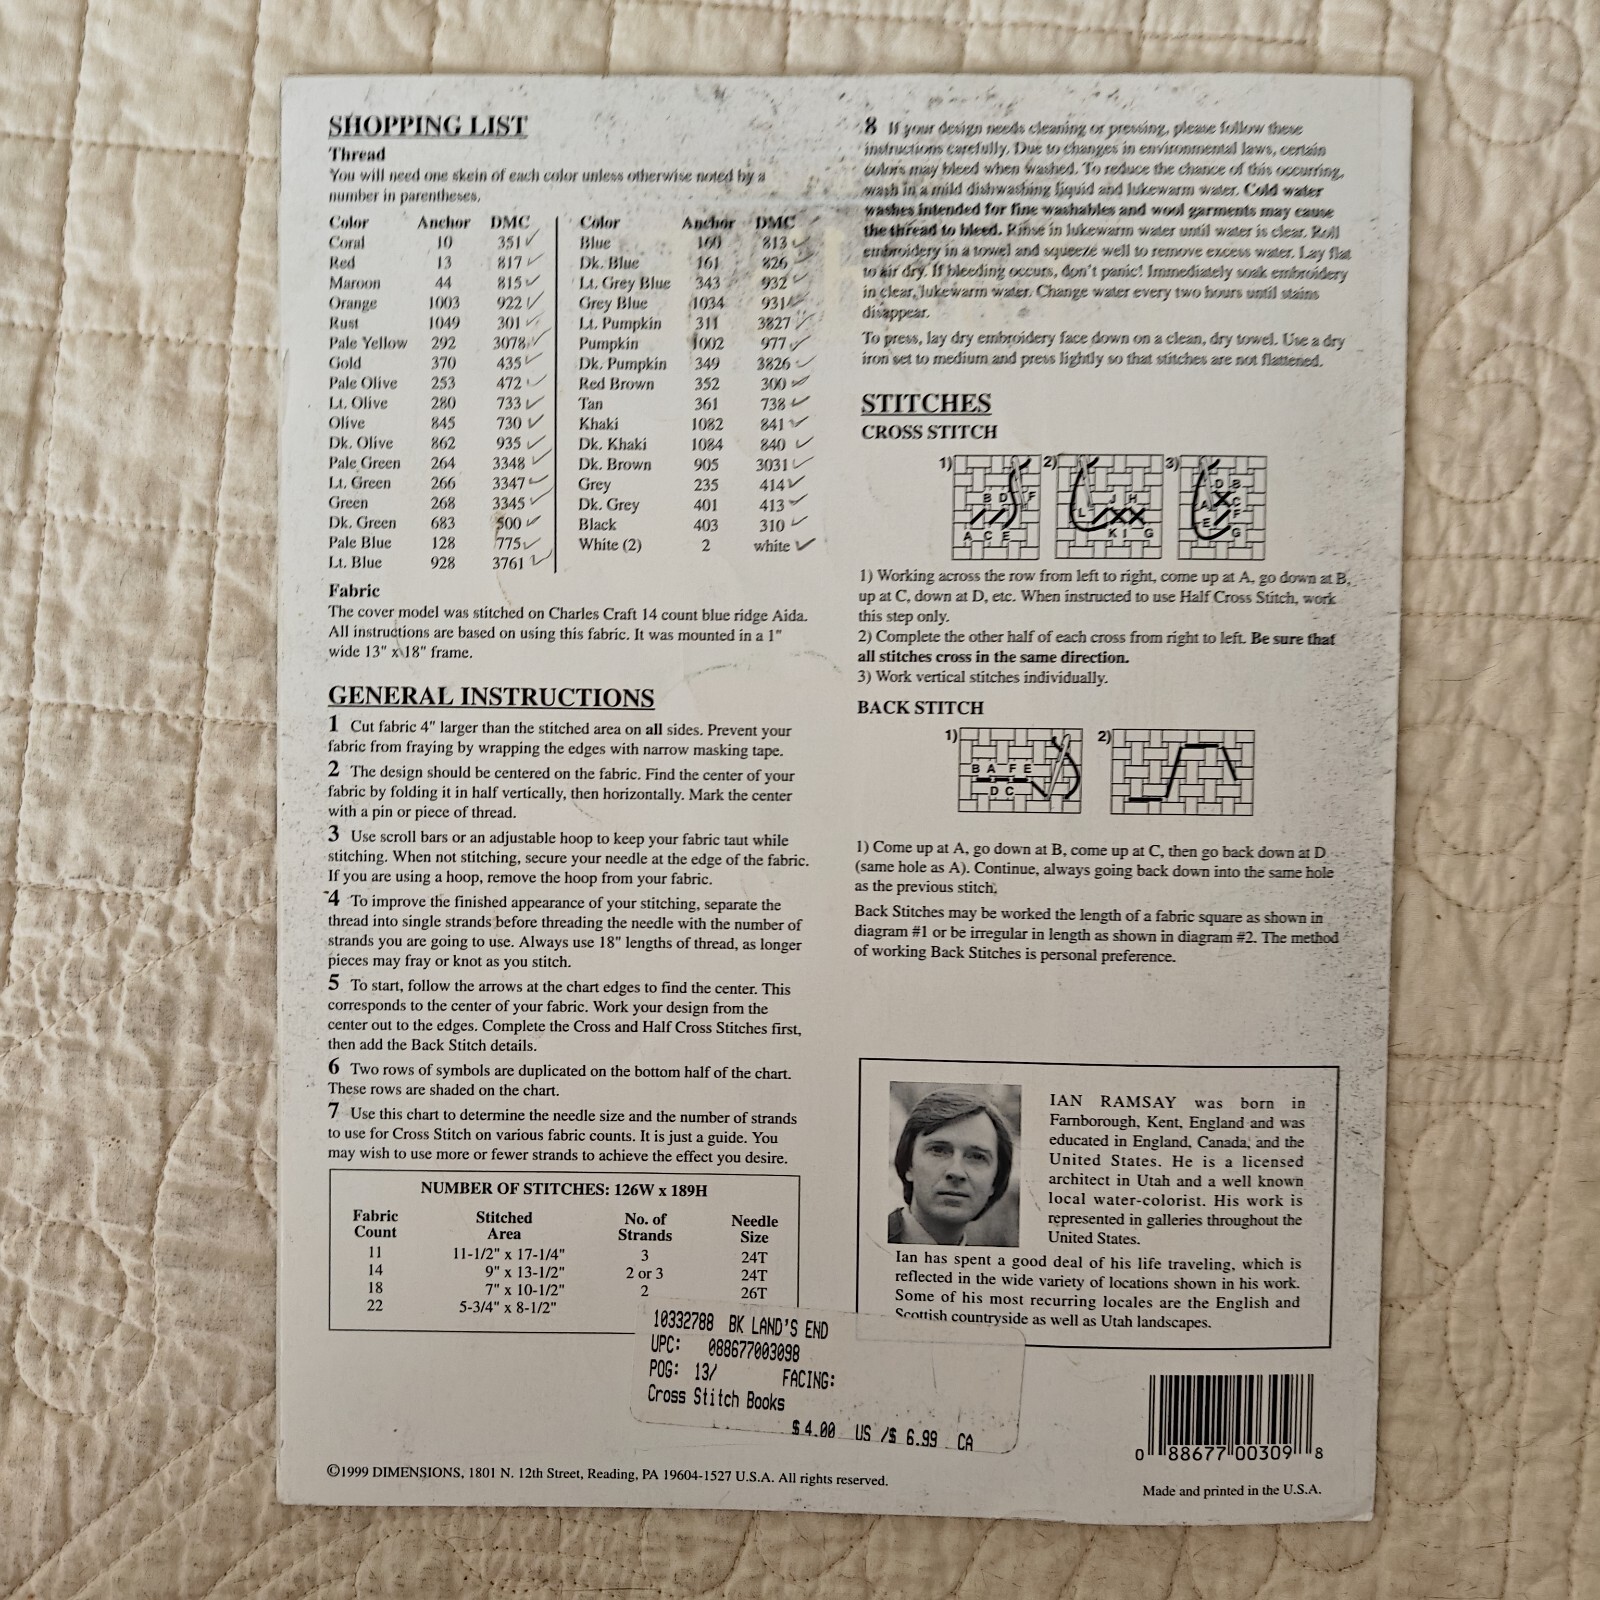 SHOPPING LIST
Thread
You will need one skein of each color unless otherwise noted by a
number in parentheses.
Color Anchor DMC
Coral 10 351 ✓
Red 13 817 ✓
Maroon 44 815 ✓
Orange 1003 922 ✓
Rust 1049 301 ✓
Pale Yellow 292 3078 ✓
Gold 370 435 ✓
Pale Olive 253 472 ✓
Lt. Olive 280 733 ✓
Olive 845 730 ✓
Dk. Olive 862 935 ✓
Pale Green 264 3348 ✓
Lt. Green 266 3347 ✓
Green 268 3345 ✓
Dk. Green 683 500 ✓
Pale Blue 128 775 ✓
Lt. Blue 928 3761 ✓
Color Anchor DMC
Blue 160 813 ✓
Dk. Blue 161 826 ✓
Lt. Grey Blue 343 932 ✓
Grey Blue 1034 931 ✓
Lt. Pumpkin 311 3827 ✓
Pumpkin 1002 977 ✓
Dk. Pumpkin 349 3826 ✓
Red Brown 352 300 ✓
Tan 361 738 ✓
Khaki 1082 841 ✓
Dk. Khaki 1084 840 ✓
Dk. Brown 905 3031 ✓
Grey 235 414 ✓
Dk. Grey 401 413 ✓
Black 403 310 ✓
White (2) 2 white ✓
Fabric
The cover model was stitched on Charles Craft 14 count blue ridge Aida.
All instructions are based on using this fabric. It was mounted in a 1"
wide 13" x 18" frame.
GENERAL INSTRUCTIONS
1 Cut fabric 4" larger than the stitched area on all sides. Prevent your
fabric from fraying by wrapping the edges with narrow masking tape.
2 The design should be centered on the fabric. Find the center of your
fabric by folding it in half vertically, then horizontally. Mark the center
with a pin or piece of thread.
3 Use scroll bars or an adjustable hoop to keep your fabric taut while
stitching. When not stitching, secure your needle at the edge of the fabric.
If you are using a hoop, remove the hoop from your fabric.
4 To improve the finished appearance of your stitching, separate the
thread into single strands before threading the needle with the number of
strands you are going to use. Always use 18" lengths of thread, as longer
pieces may fray or knot as you stitch.
5 To start, follow the arrows at the chart edges to find the center. This
corresponds to the center of your fabric. Work your design from the
center out to the edges. Complete the Cross and Half Cross Stitches first,
then add the Back Stitch details.
6 Two rows of symbols are duplicated on the bottom half of the chart.
These rows are shaded on the chart.
7 Use this chart to determine the needle size and the number of strands
to use for Cross Stitch on various fabric counts. It is just a guide. You
may wish to use more or fewer strands to achieve the effect you desire.
NUMBER OF STITCHES: 126W x 189H
Fabric Stitched No. of Needle
Count Area Strands Size
11 11-1/2" x 17-1/4" 3 24T
14 9" x 13-1/2" 2 or 3 24T
18 7" x 10-1/2" 2 26T
22 5-3/4" x 8-1/2"
10332788 BK LAND'S END
UPC: 088677003098
POG: 13/ FACING:
Cross Stitch Books
$4.00 US /$ 6.99 CA
©1999 DIMENSIONS, 1801 N. 12th Street, Reading, PA 19604-1527 U.S.A. All rights reserved.
8 If your design needs cleaning or pressing, please follow these
instructions carefully. Due to changes in environmental laws, certain
colors may bleed when washed. To reduce the chance of this occurring,
wash in a mild dishwashing liquid and lukewarm water. Cold water
washes intended for fine washables and wool garments may cause
the thread to bleed. Rinse in lukewarm water until water is clear. Roll
embroidery in a towel and squeeze well to remove excess water. Lay flat
to air dry. If bleeding occurs, don't panic! Immediately soak embroidery
in clear, lukewarm water. Change water every two hours until stains
disappear.
To press, lay dry embroidery face down on a clean, dry towel. Use a dry
iron set to medium and press lightly so that stitches are not flattened.
STITCHES
CROSS STITCH
1) 2) 3)
B D F
A C E
J H
L
K I G
D B
A C
E F
G
1) Working across the row from left to right, come up at A, go down at B,
up at C, down at D, etc. When instructed to use Half Cross Stitch, work
this step only.
2) Complete the other half of each cross from right to left. Be sure that
all stitches cross in the same direction.
3) Work vertical stitches individually.
BACK STITCH
1) 2)
B A F E
D C
1) Come up at A, go down at B, come up at C, then go back down at D
(same hole as A). Continue, always going back down into the same hole
as the previous stitch.
Back Stitches may be worked the length of a fabric square as shown in
diagram #1 or be irregular in length as shown in diagram #2. The method
of working Back Stitches is personal preference.
IAN RAMSAY was born in
Farnborough, Kent, England and was
educated in England, Canada, and the
United States. He is a licensed
architect in Utah and a well known
local water-colorist. His work is
represented in galleries throughout the
United States.
Ian has spent a good deal of his life traveling, which is
reflected in the wide variety of locations shown in his work.
Some of his most recurring locales are the English and
Scottish countryside as well as Utah landscapes.
0 88677 00309 8
Made and printed in the U.S.A.